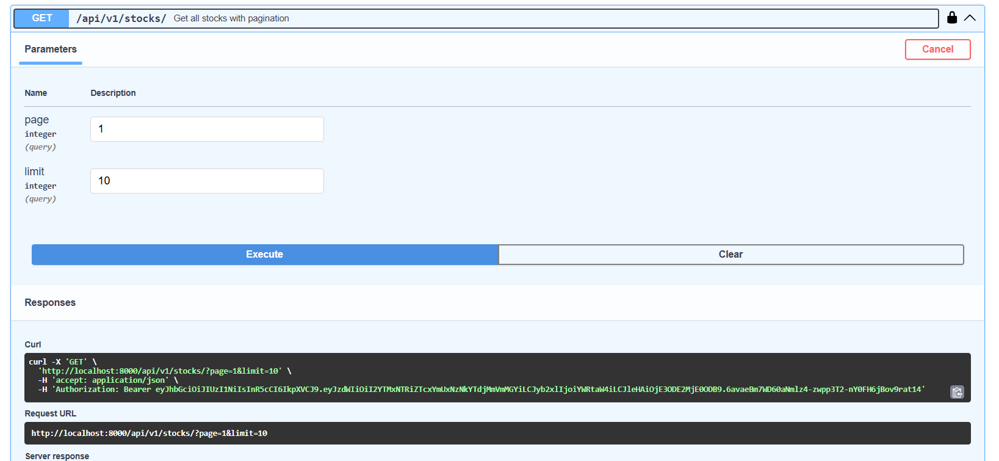 GET /api/v1/stocks/ Get all stocks with pagination
Parameters
Cancel
Name Description
page
integer
(query)
1
limit
integer
(query)
10
Execute Clear
Responses
Curl
curl -X 'GET' \
'http://localhost:8000/api/v1/stocks/?page=1&limit=10' \
-H 'accept: application/json' \
-H 'Authorization: Bearer eyJhbGciOiJIUzI1NiIsInR5cCI6IkpXVCJ9.eyJzdWIiOiI2YTMxNTRiZTcxYmUxNzNkYTdjMmVmMGYiLCJyb2xlIjoiYWRtaW4iLCJleHAiOjE3ODE2MjE0ODB9.6avaeBm7WD60aNmlz4-zwpp3T2-nY0FH6jBov9rat14'
Request URL
http://localhost:8000/api/v1/stocks/?page=1&limit=10
Server response